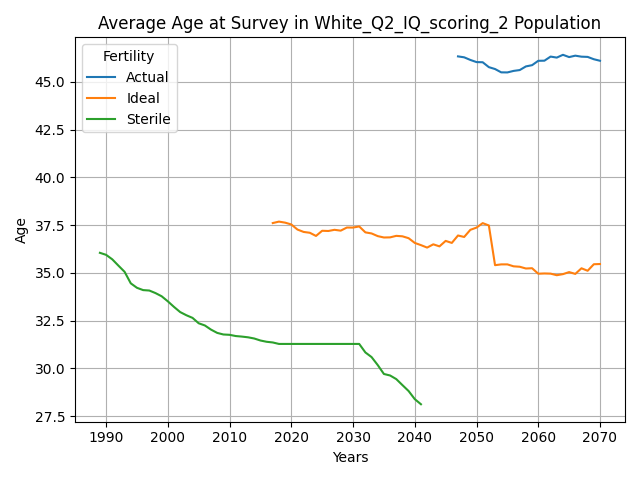 Average Age at Survey in White_Q2_IQ_scoring_2 Population
Fertility
Actual
Ideal
Sterile
Age
45.0
42.5
40.0
37.5
35.0
32.5
30.0
27.5
1990 2000 2010 2020 2030 2040 2050 2060 2070
Years